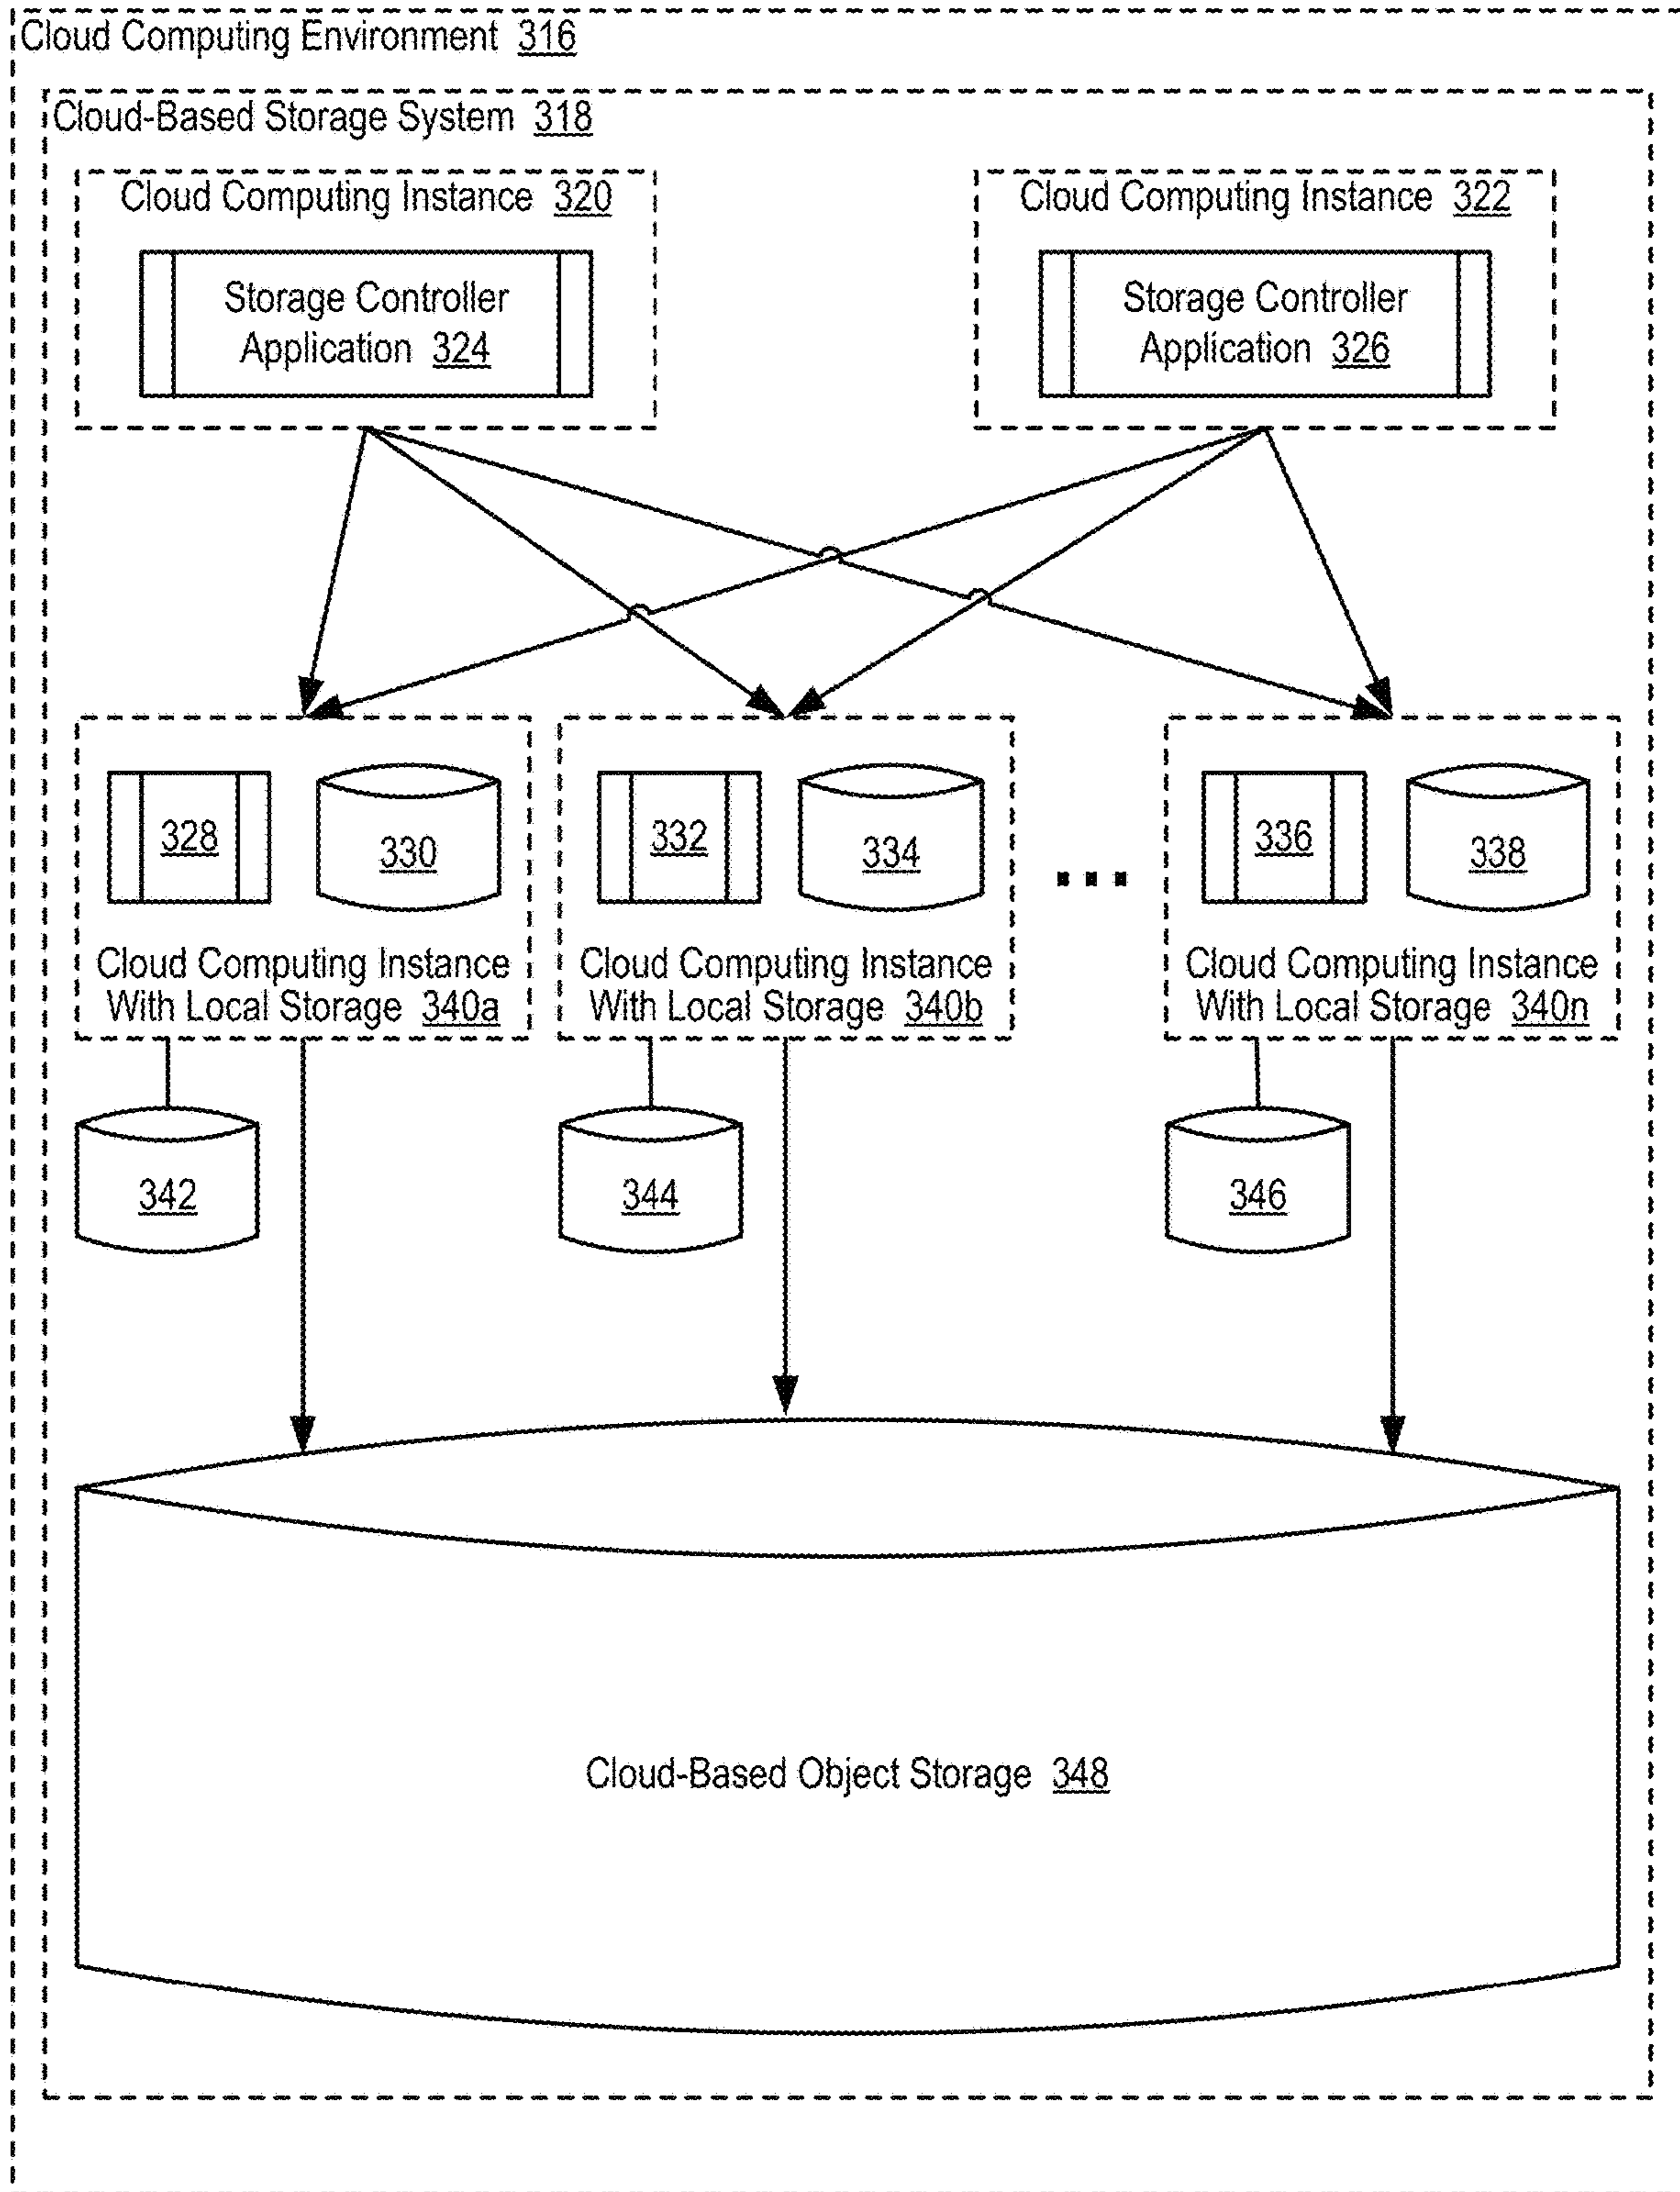 Cloud Computing Environment 316
Cloud-Based Storage System 318
Cloud Computing Instance 320
Storage Controller
Application 324
Cloud Computing Instance 322
Storage Controller
Application 326
328
330
Cloud Computing Instance
With Local Storage 340a
332
334
Cloud Computing Instance
With Local Storage 340b
...
336
338
Cloud Computing Instance
With Local Storage 340n
342
344
346
Cloud-Based Object Storage 348